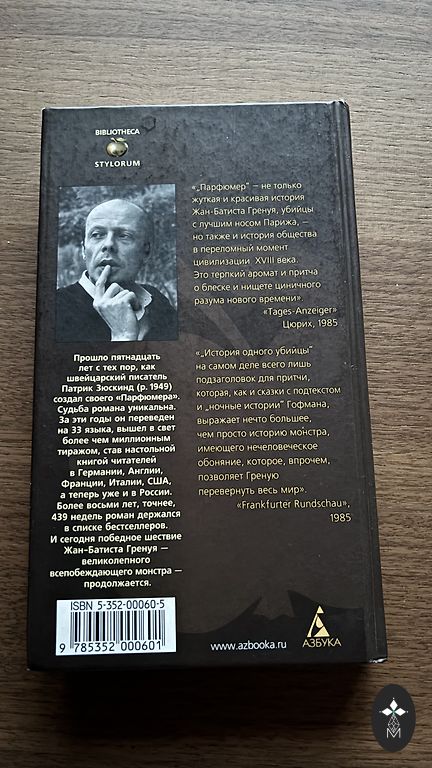 BIBLIOTHECA
STYLORUM
«„Парфюмер" – не только
жуткая и красивая история
Жан-Батиста Гренуя, убийцы
с лучшим носом Парижа, –
но также и история общества
в переломный момент
цивилизации XVIII века.
Это терпкий аромат и притча
о блеске и нищете циничного
разума нового времени».
«Tages-Anzeiger»
Цюрих, 1985
Прошло пятнадцать
лет с тех пор, как
швейцарский писатель
Патрик Зюскинд (р. 1949)
создал своего «Парфюмера».
Судьба романа уникальна.
За эти годы он переведен
на 33 языка, вышел в свет
более чем миллионным
тиражом, став настольной
книгой читателей
в Германии, Англии,
Франции, Италии, США,
а теперь уже и в России.
Более восьми лет, точнее,
439 недель роман держался
в списке бестселлеров.
И сегодня победное шествие
Жан-Батиста Гренуя –
великолепного
всепобеждающего монстра –
продолжается.
«„История одного убийцы"
на самом деле всего лишь
подзаголовок для притчи,
которая, как и сказки с подтекстом
и „ночные истории" Гофмана,
выражает нечто большее,
чем просто историю монстра,
имеющего нечеловеческое
обоняние, которое, впрочем,
позволяет Греную
перевернуть весь мир».
«Frankfurter Rundschau»,
1985
ISBN 5-352-00060-5
9 785352 000601
www.azbooka.ru
АЗБУКА
M